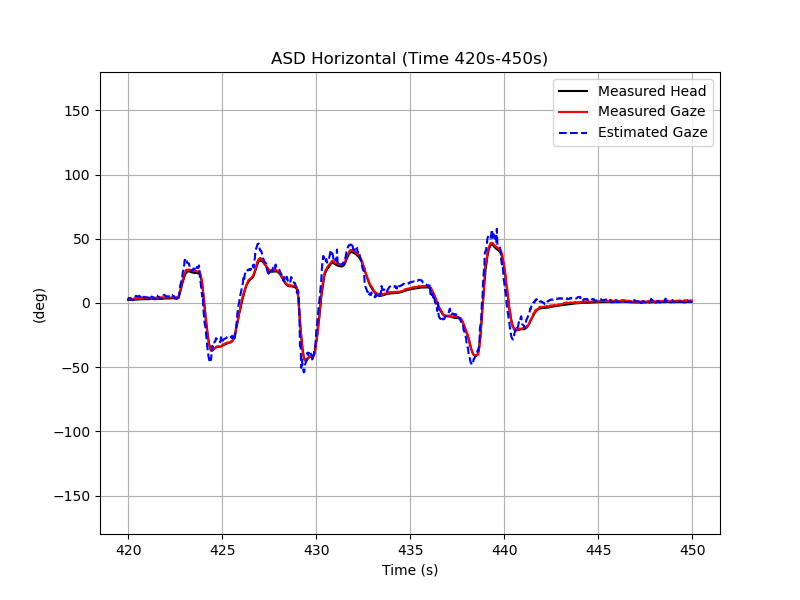 ASD Horizontal (Time 420s-450s)
Measured Head
Measured Gaze
Estimated Gaze
150
100
50
0
−50
−100
−150
(deg)
420
425
430
435
440
445
450
Time (s)